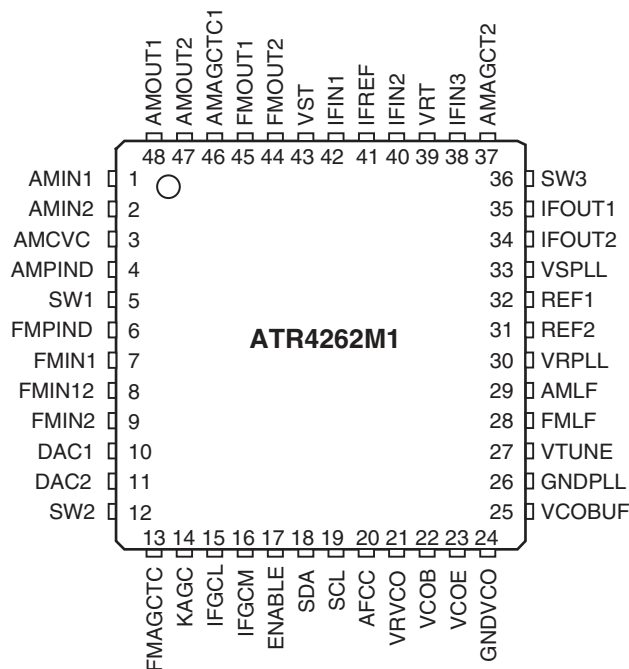 AMOUT1
AMOUT2
AMAGCTC1
FMOUT1
FMOUT2
VST
IFIN1
IFREF
IFIN2
VRT
IFIN3
AMAGCT2
48 47 46 45 44 43 42 41 40 39 38 37
AMIN1 1 36 SW3
AMIN2 2 35 IFOUT1
AMCVC 3 34 IFOUT2
AMPIND 4 33 VSPLL
SW1 5 32 REF1
FMPIND 6 31 REF2
ATR4262M1
FMIN1 7 30 VRPLL
FMIN12 8 29 AMLF
FMIN2 9 28 FMLF
DAC1 10 27 VTUNE
DAC2 11 26 GNDPLL
SW2 12 25 VCOBUF
13 14 15 16 17 18 19 20 21 22 23 24
FMAGCTC
KAGC
IFGCL
IFGCM
ENABLE
SDA
SCL
AFCC
VRVCO
VCOB
VCOE
GNDVCO